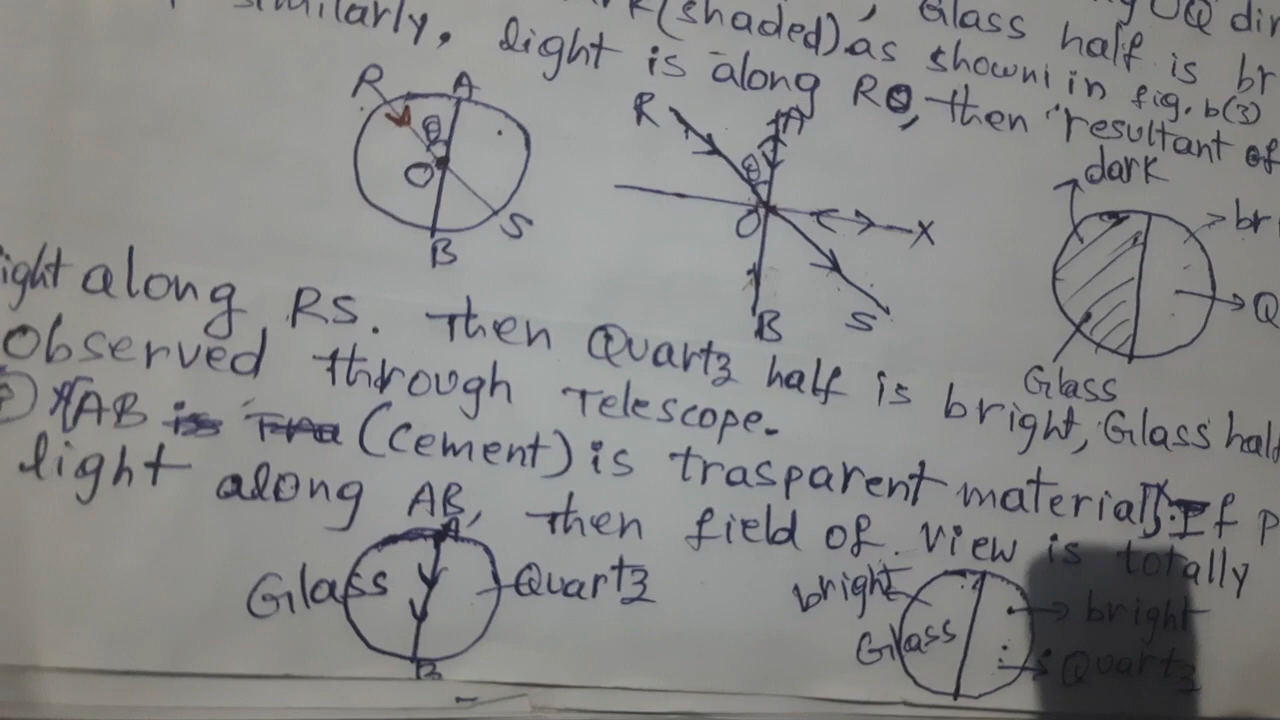 similarly, light is along RO, then resultant of
(shaded) as shown in fig. b(3)
Glass half is br
R A
θ
O
S
B
R A
θ
O X
B S
dark
br
Q
Glass
ight along RS. Then Quartz half is bright, Glass hal
Observed through Telescope.
AB (Cement) is trasparent material]. If p
light along AB, then field of view is totally
A
Glass Quartz
B
bright bright
Glass Quartz